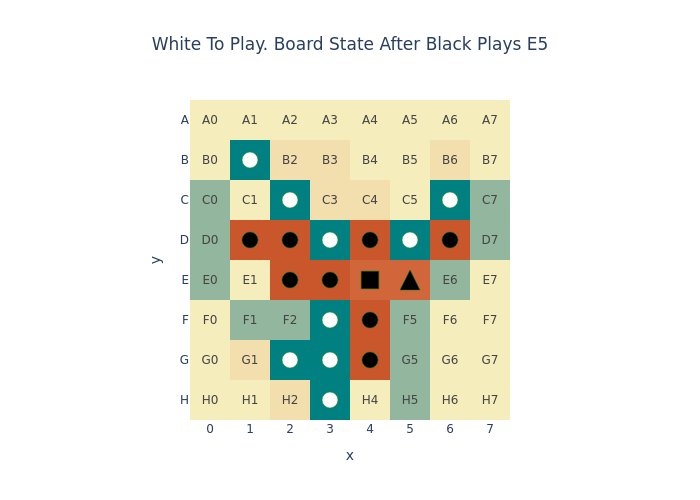 White To Play. Board State After Black Plays E5
A A0 A1 A2 A3 A4 A5 A6 A7
B B0 B2 B3 B4 B5 B6 B7
C C0 C1 C3 C4 C5 C7
D D0 D7
E E0 E1 E6 E7
F F0 F1 F2 F5 F6 F7
G G0 G1 G5 G6 G7
H H0 H1 H2 H4 H5 H6 H7
0 1 2 3 4 5 6 7
x
y